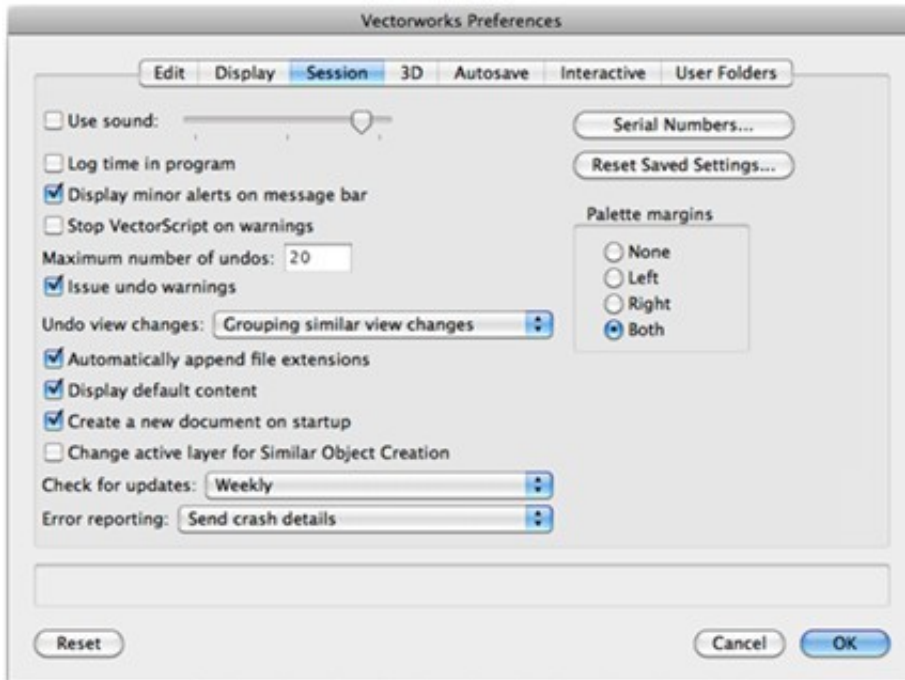 Vectorworks Preferences
Edit Display Session 3D Autosave Interactive User Folders
Use sound:
Log time in program
Display minor alerts on message bar
Stop VectorScript on warnings
Maximum number of undos: 20
Issue undo warnings
Undo view changes: Grouping similar view changes
Automatically append file extensions
Display default content
Create a new document on startup
Change active layer for Similar Object Creation
Check for updates: Weekly
Error reporting: Send crash details
Serial Numbers...
Reset Saved Settings...
Palette margins
None
Left
Right
Both
Reset Cancel OK